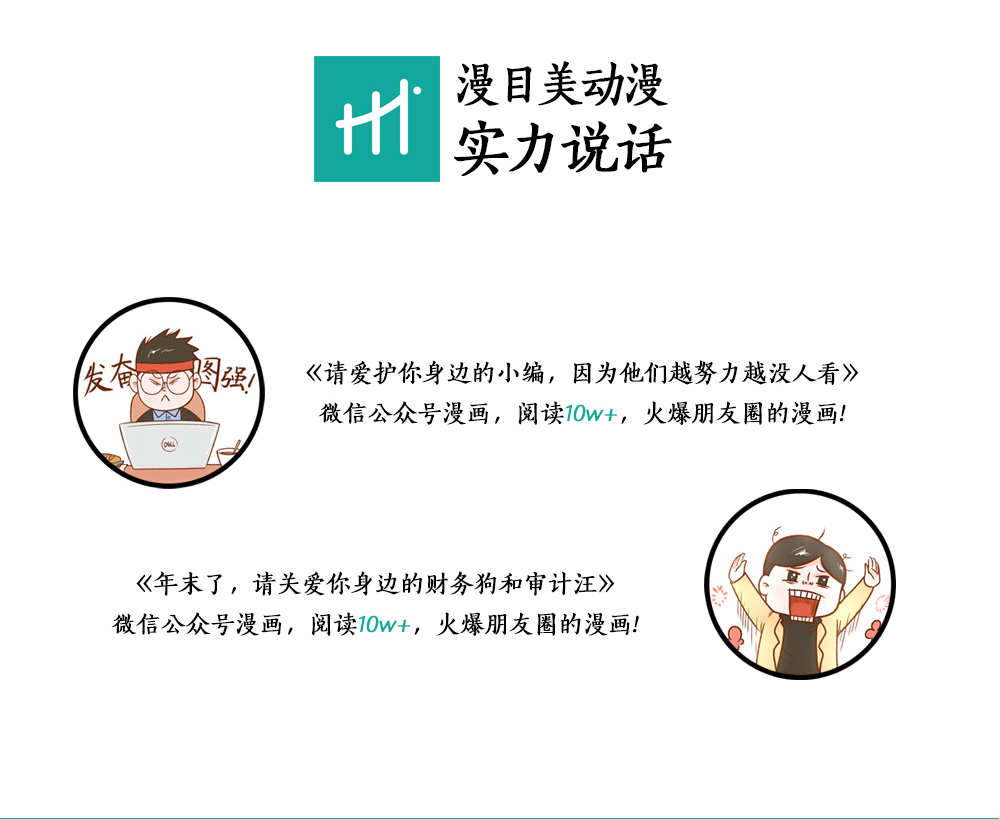 漫目美动漫
实力说话
发奋图强!
DELL
《请爱护你身边的小编，因为他们越努力越没人看》
微信公众号漫画，阅读10w+，火爆朋友圈的漫画!
《年末了，请关爱你身边的财务狗和审计汪》
微信公众号漫画，阅读10w+，火爆朋友圈的漫画!